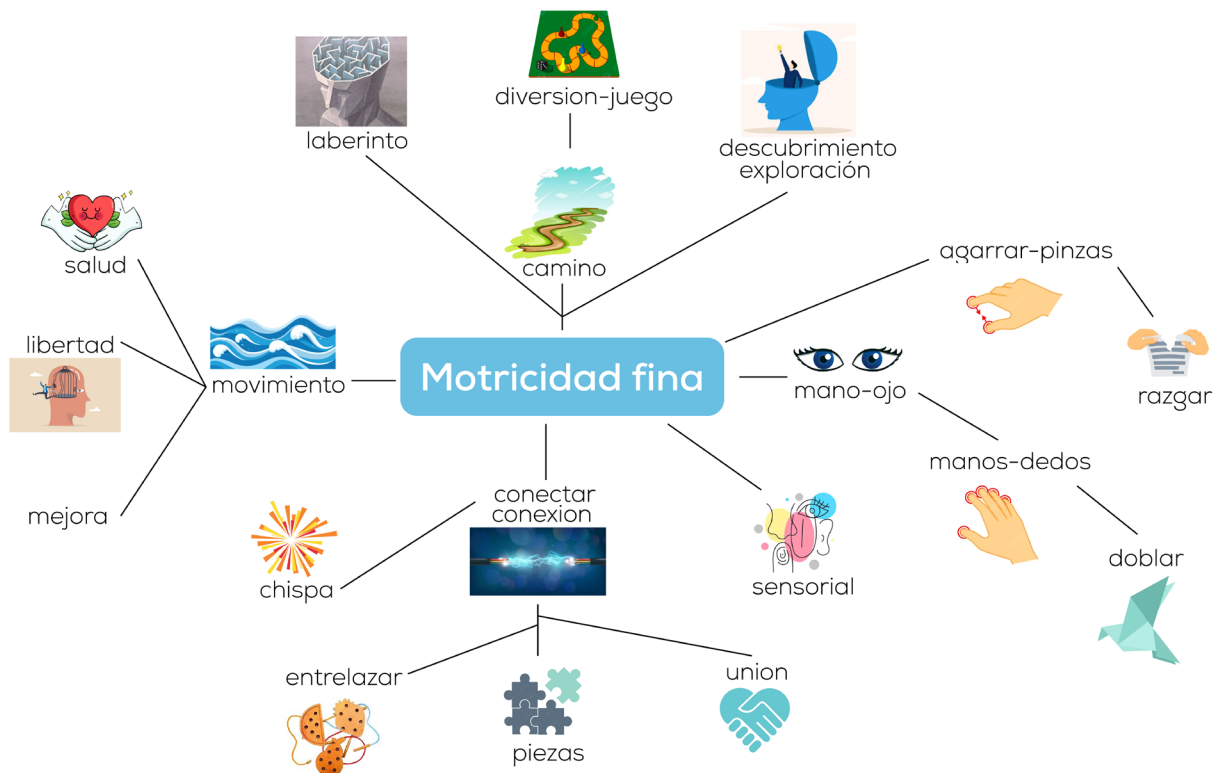 diversion-juego
laberinto
descubrimiento
exploración
salud
camino
agarrar-pinzas
libertad
movimiento
Motricidad fina
mano-ojo
razgar
manos-dedos
mejora
conectar
conexion
chispa
sensorial
doblar
entrelazar
piezas
union